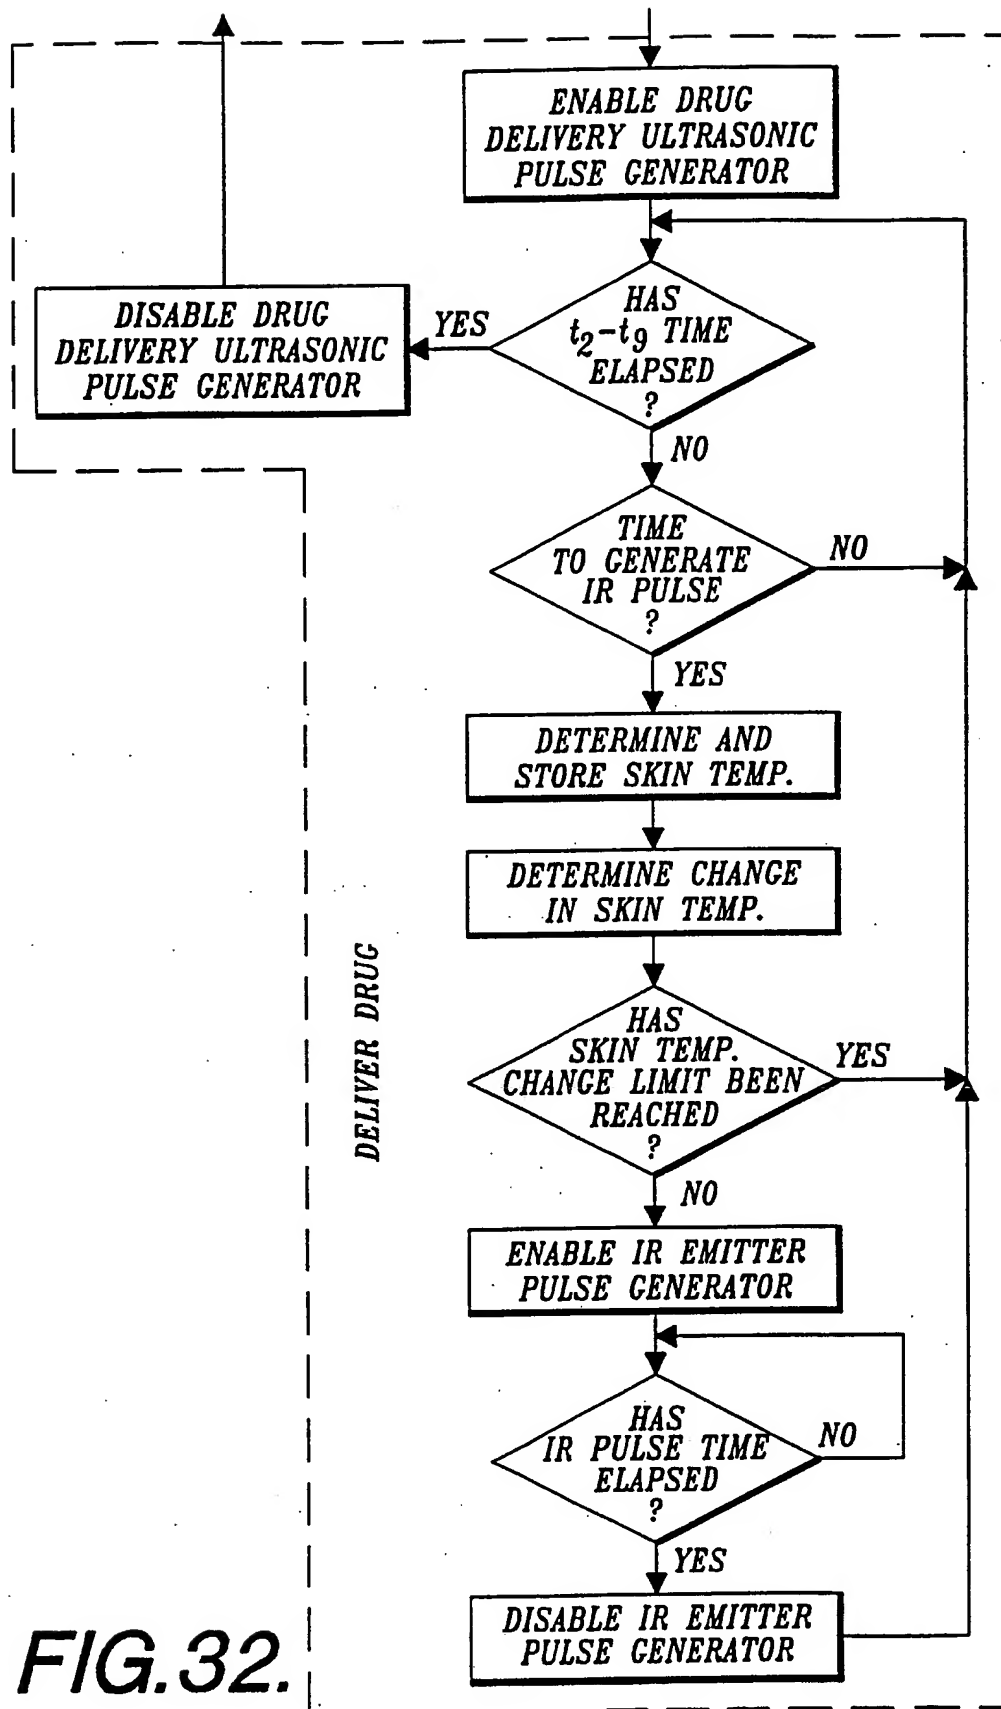 ENABLE DRUG
DELIVERY ULTRASONIC
PULSE GENERATOR
HAS
t2-t9 TIME
ELAPSED
?
YES
DISABLE DRUG
DELIVERY ULTRASONIC
PULSE GENERATOR
NO
TIME
TO GENERATE
IR PULSE
?
NO
YES
DETERMINE AND
STORE SKIN TEMP.
DETERMINE CHANGE
IN SKIN TEMP.
HAS
SKIN TEMP.
CHANGE LIMIT BEEN
REACHED
?
YES
DELIVER DRUG
NO
ENABLE IR EMITTER
PULSE GENERATOR
HAS
IR PULSE TIME
ELAPSED
?
NO
YES
DISABLE IR EMITTER
PULSE GENERATOR
FIG.32.